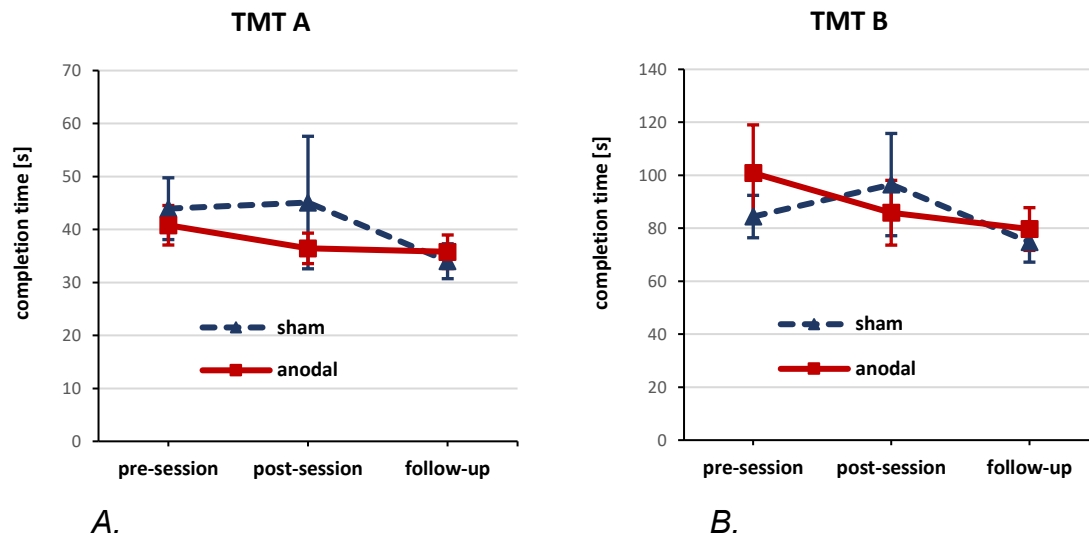 TMT A
completion time [s]
70
60
50
40
30
20
10
0
sham
anodal
pre-session post-session follow-up
A.
TMT B
completion time [s]
140
120
100
80
60
40
20
0
sham
anodal
pre-session post-session follow-up
B.